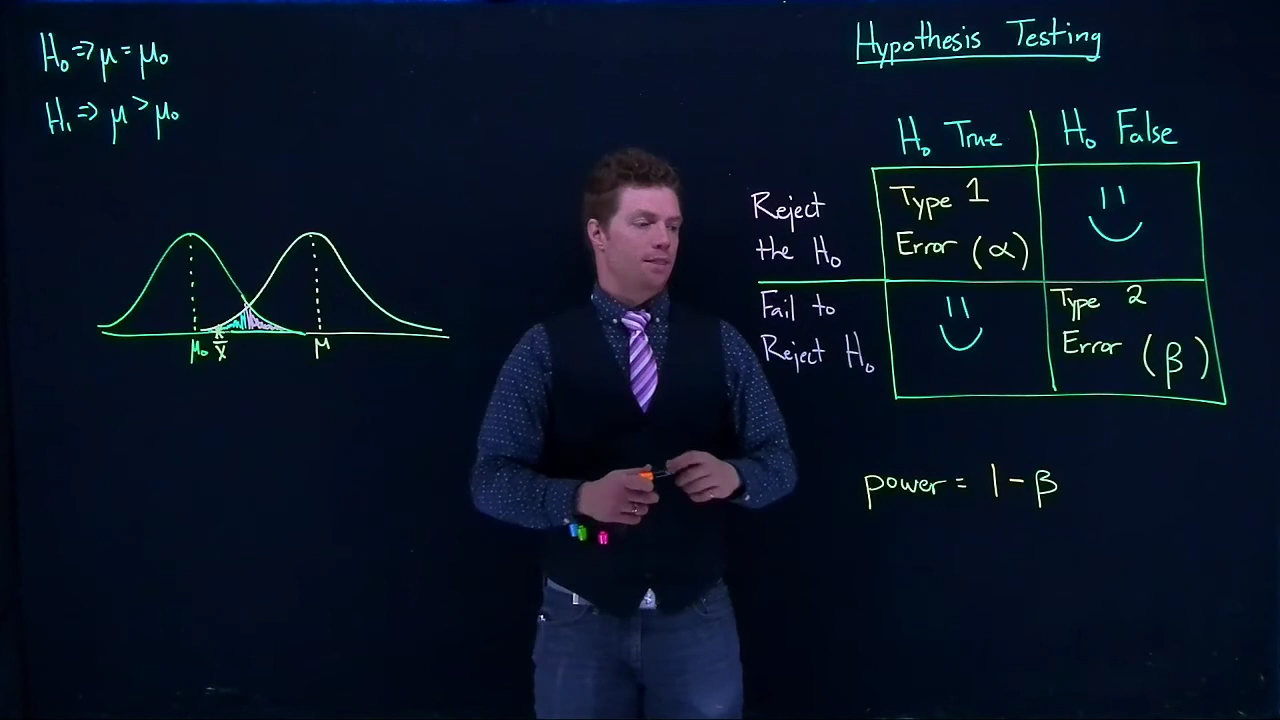 H₀ ⇒ μ = μ₀
H₁ ⇒ μ > μ₀
μ₀ x̄ μ
Hypothesis Testing
H₀ True H₀ False
Reject
the H₀
Type 1
Error (α)
Fail to
Reject H₀
Type 2
Error (β)
power = 1 - β